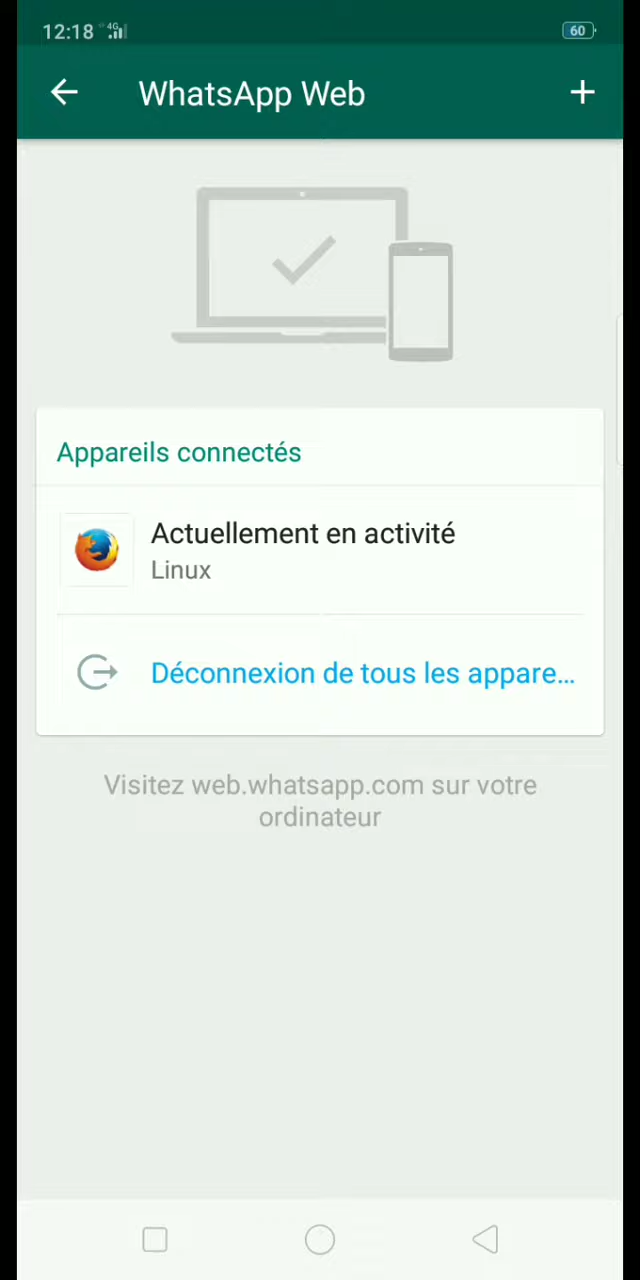 12:18 4G 60
WhatsApp Web
Appareils connectés
Actuellement en activité
Linux
Déconnexion de tous les appare...
Visitez web.whatsapp.com sur votre
ordinateur